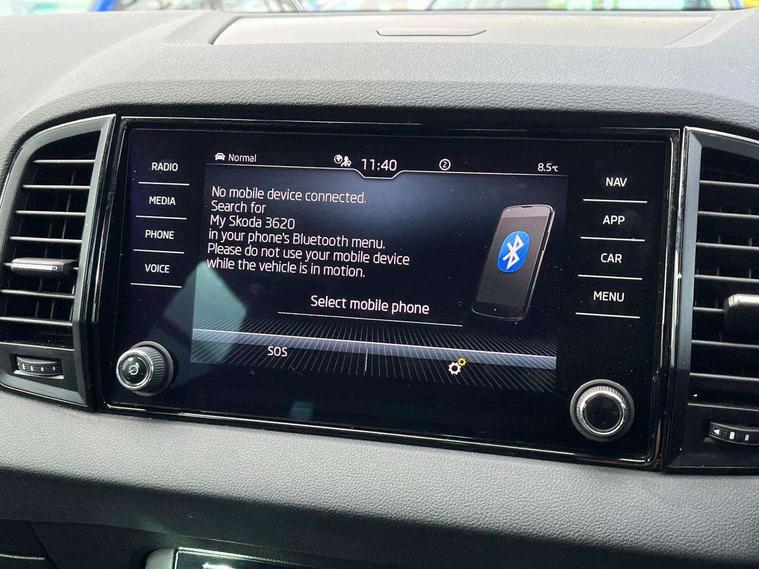 Normal
11:40
2
8.5°C
RADIO
MEDIA
PHONE
VOICE
No mobile device connected.
Search for
My Skoda 3620
in your phone's Bluetooth menu.
Please do not use your mobile device
while the vehicle is in motion.
Select mobile phone
SOS
NAV
APP
CAR
MENU